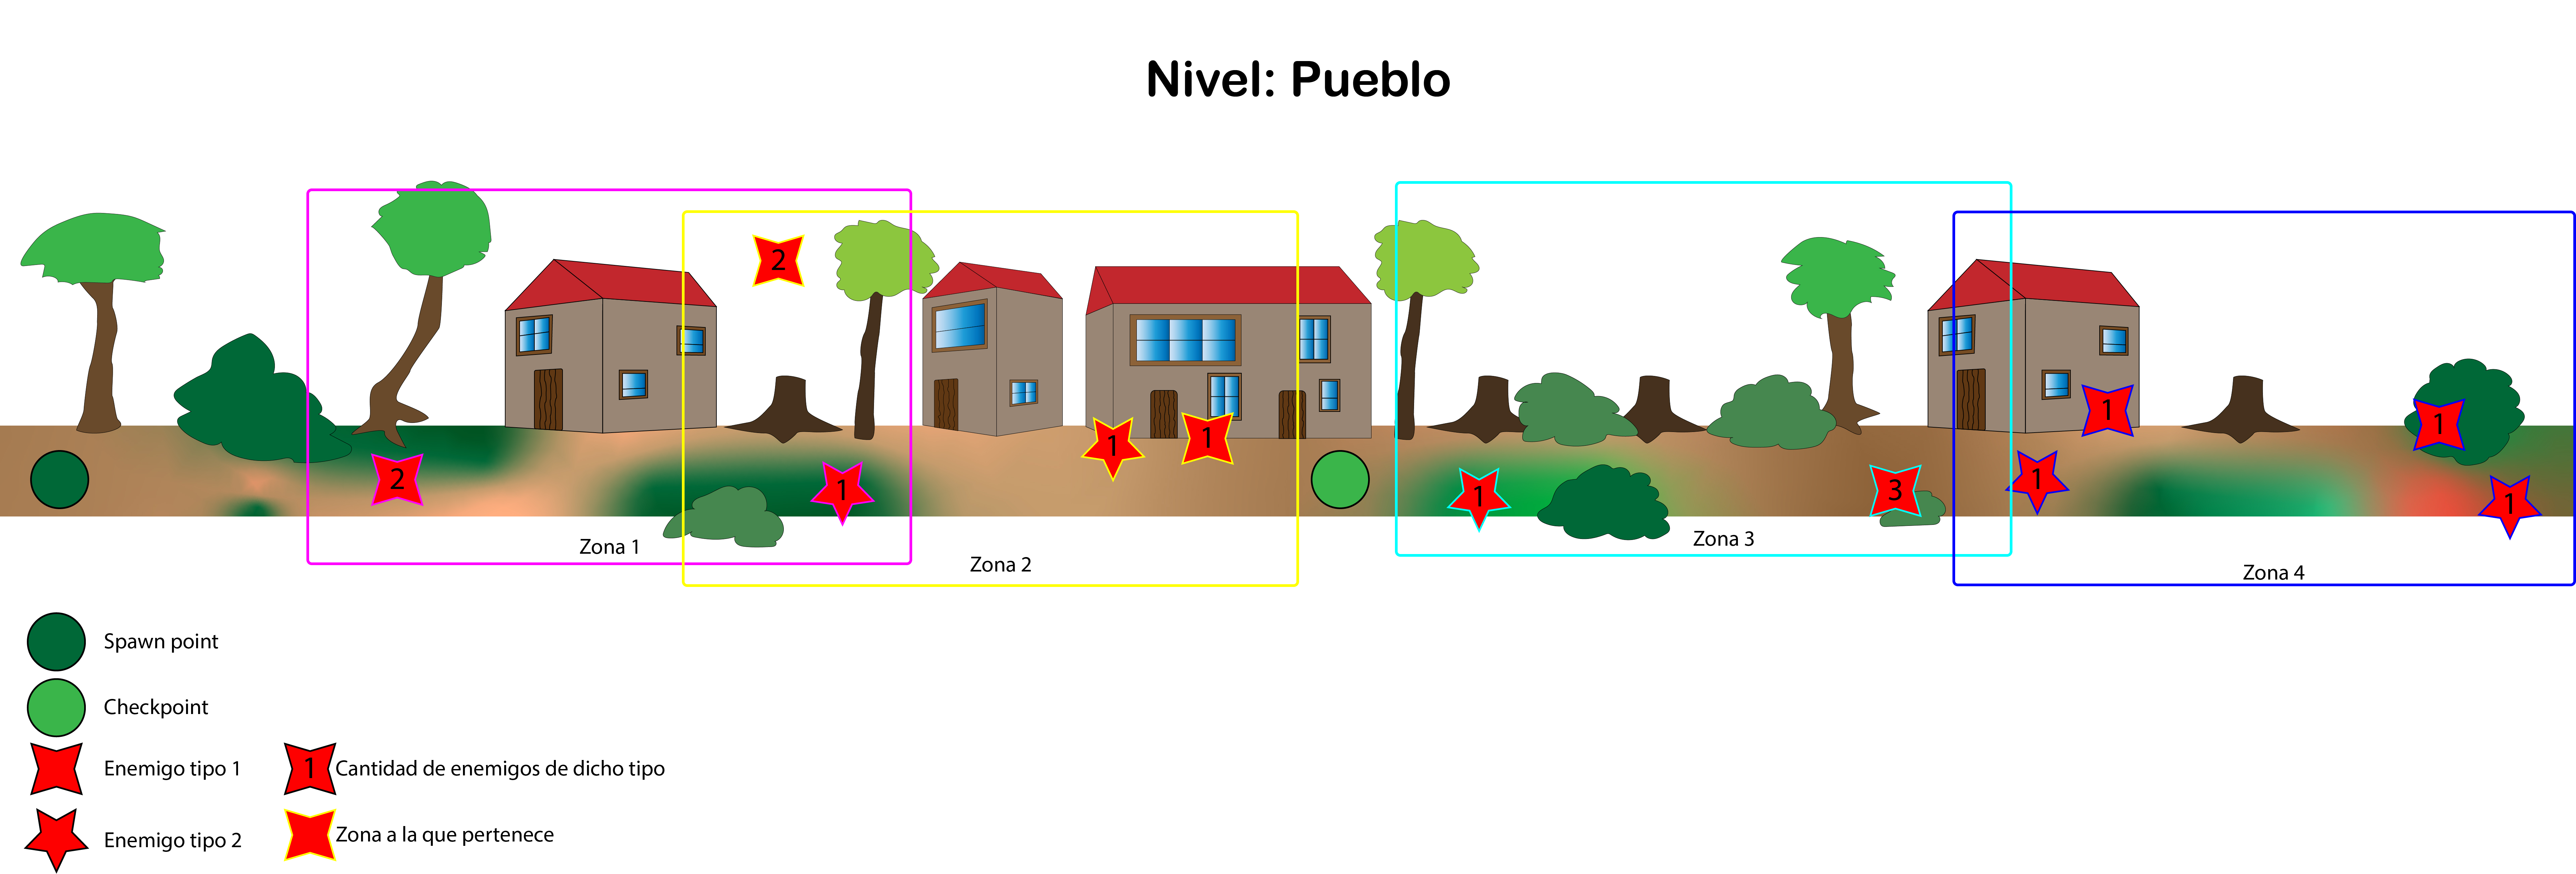 Nivel: Pueblo
2
2
1
1
1
1
3
1
1
1
1
Zona 1
Zona 2
Zona 3
Zona 4
Spawn point
Checkpoint
Enemigo tipo 1
1 Cantidad de enemigos de dicho tipo
Enemigo tipo 2
Zona a la que pertenece